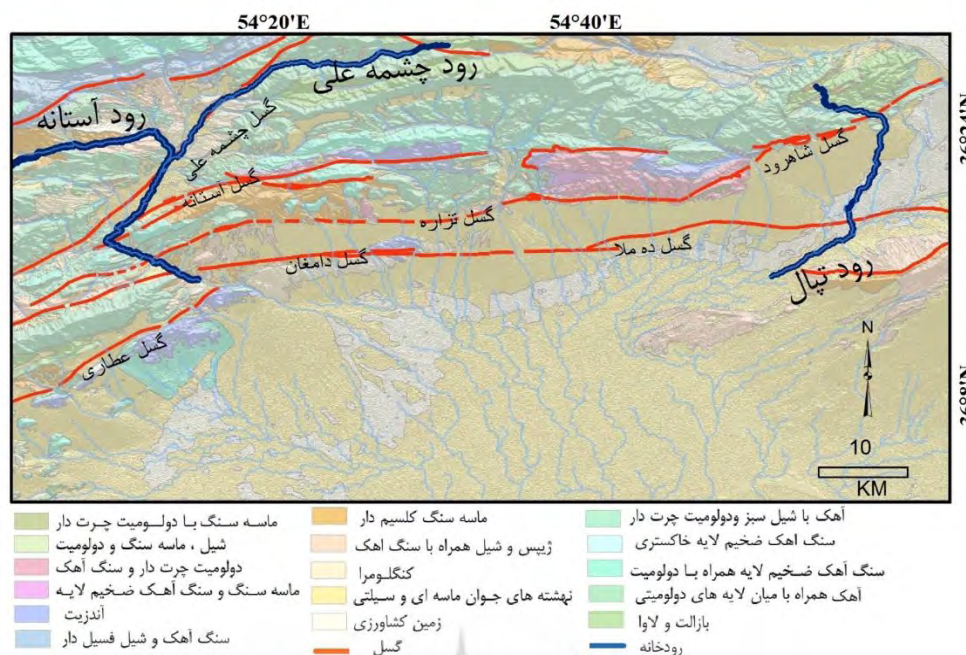 54°20'E 54°40'E
رود چشمه علی
رود آستانه
گسل چشمه علی
گسل آستانه
گسل شاهرود
گسل تزاره
گسل ده ملا
گسل دامغان
رود تپال
گسل عطاری
36°24'N
36°8'N
N
10
KM
ماسه سنگ با دولومیت چرت دار
شیل ، ماسه سنگ و دولومیت
دولومیت چرت دار و سنگ آهک
ماسه سنگ و سنگ آهک ضخیم لایه
آندزیت
سنگ آهک و شیل فسیل دار
ماسه سنگ کلسیم دار
ژیپس و شیل همراه با سنگ اهک
کنگلومرا
نهشته های جوان ماسه ای و سیلتی
زمین کشاورزی
گسل
آهک با شیل سبز ودولومیت چرت دار
سنگ اهک ضخیم لایه خاکستری
سنگ آهک ضخیم لایه همراه با دولومیت
آهک همراه با میان لایه های دولومیتی
بازالت و لاوا
رودخانه